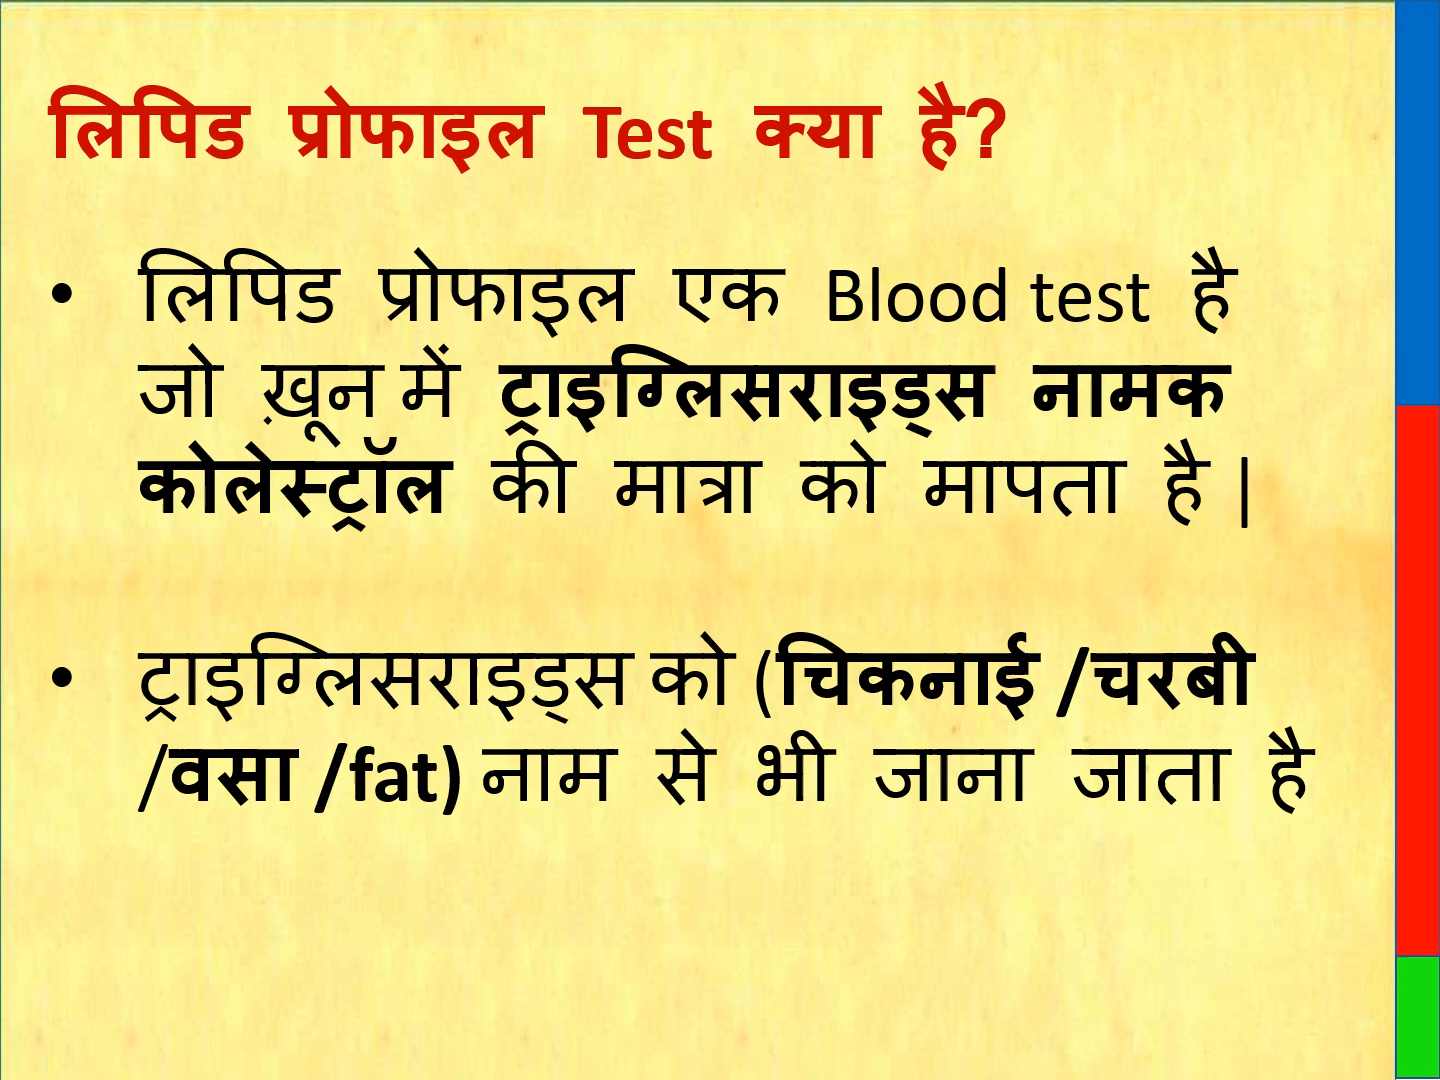 लिपिड प्रोफाइल Test क्या है?
• लिपिड प्रोफाइल एक Blood test है
जो ख़ून में ट्राइग्लिसराइड्स नामक
कोलेस्ट्रॉल की मात्रा को मापता है |
• ट्राइग्लिसराइड्स को (चिकनाई /चरबी
/वसा /fat) नाम से भी जाना जाता है